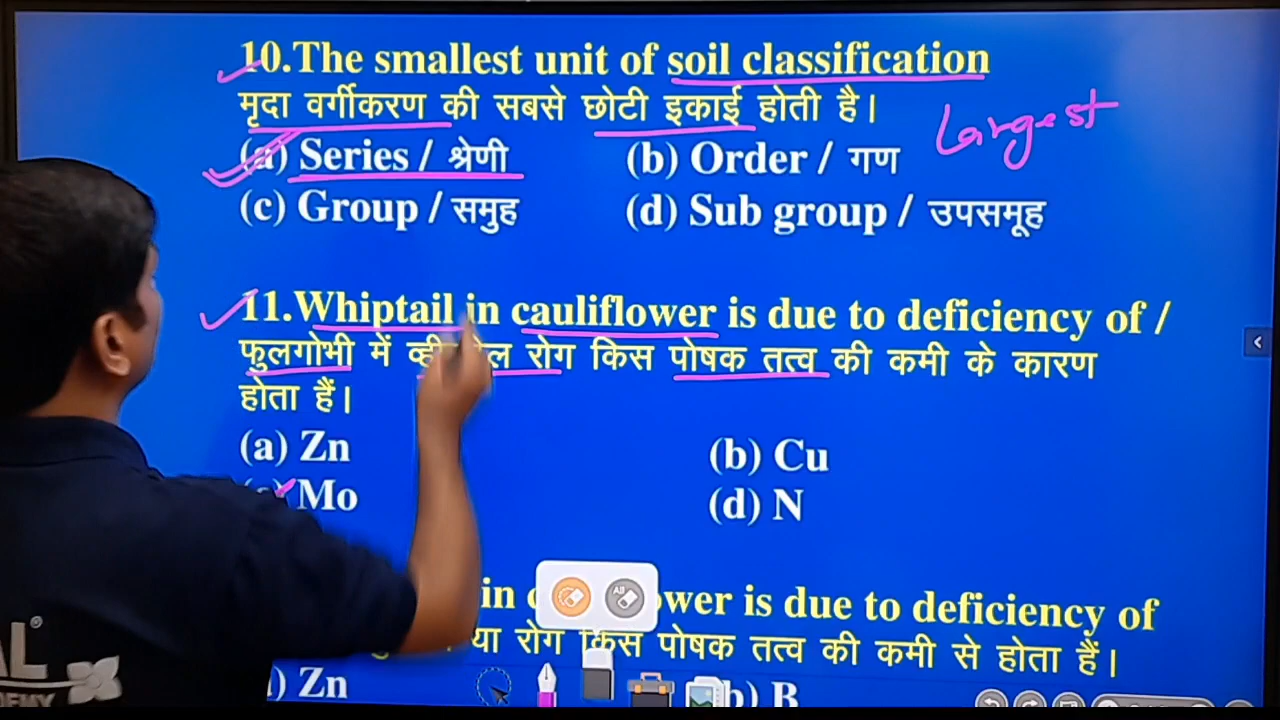 10.The smallest unit of soil classification
मृदा वर्गीकरण की सबसे छोटी इकाई होती है।
Largest
(a) Series / श्रेणी (b) Order / गण
(c) Group / समुह (d) Sub group / उपसमूह
11.Whiptail in cauliflower is due to deficiency of /
फुलगोभी में रोग किस पोषक तत्व की कमी के कारण
होता हैं।
(a) Zn (b) Cu
Mo (d) N
in is due to deficiency of
All
या रोग किस पोषक तत्व की कमी से होता हैं।
) Zn b) B